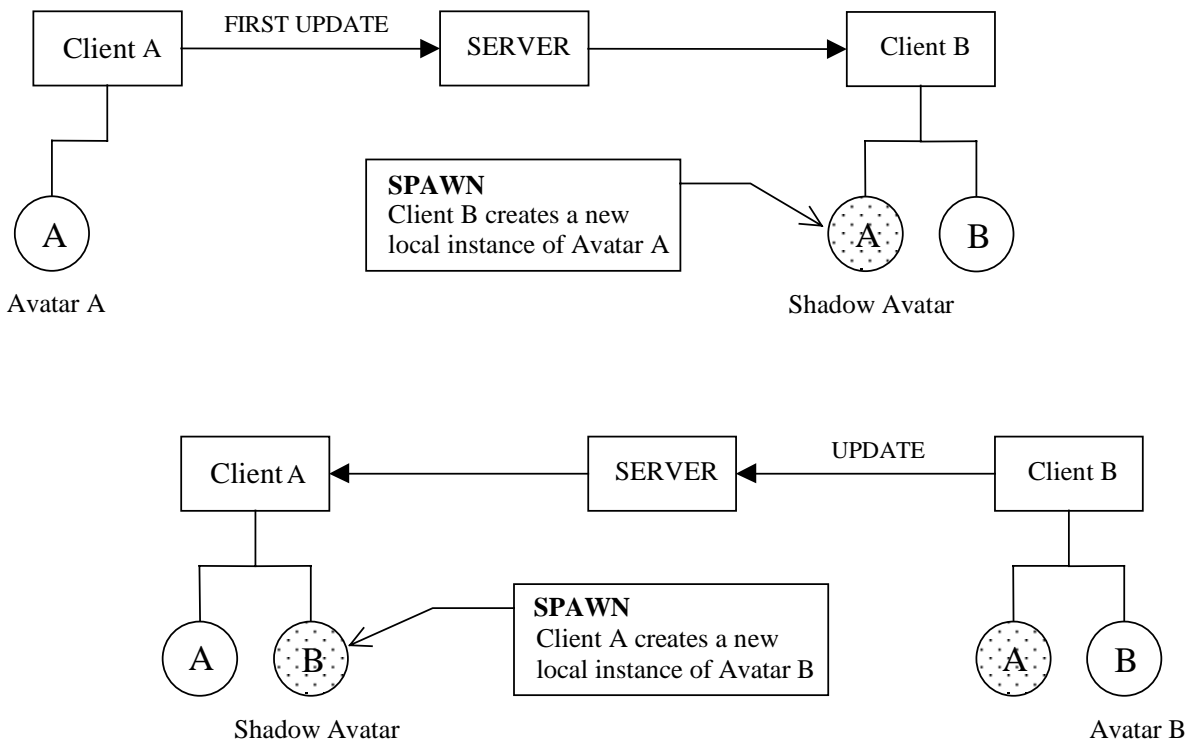 FIRST UPDATE
Client A
SERVER
Client B
SPAWN
Client B creates a new
local instance of Avatar A
A
A
B
Avatar A
Shadow Avatar
Client A
SERVER
UPDATE
Client B
SPAWN
Client A creates a new
local instance of Avatar B
A
B
A
B
Shadow Avatar
Avatar B